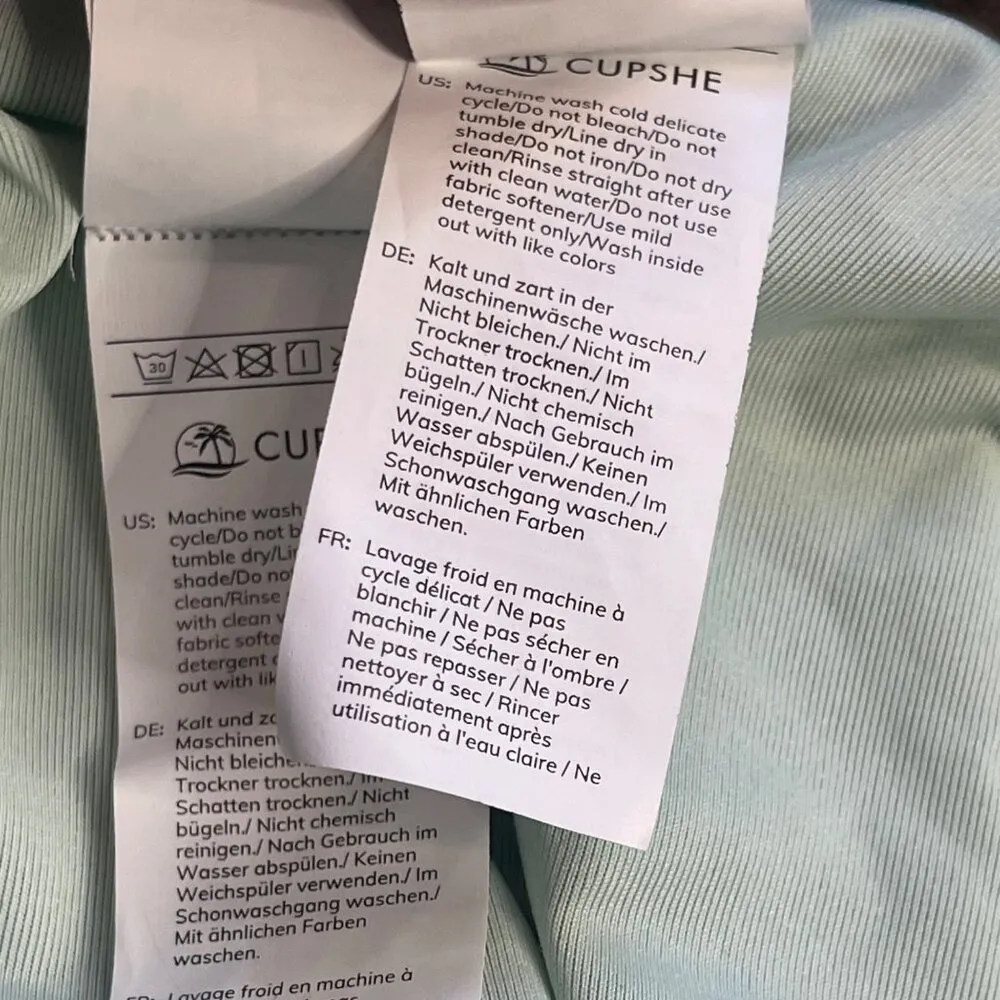 CUPSHE
US: Machine wash cold delicate
cycle/Do not bleach/Do not
tumble dry/Line dry in
shade/Do not iron/Do not dry
clean/Rinse straight after use
with clean water/Do not use
fabric softener/Use mild
detergent only/Wash inside
out with like colors
DE: Kalt und zart in der
Maschinenwäsche waschen./
Nicht bleichen./ Nicht im
Trockner trocknen./ Im
Schatten trocknen./ Nicht
bügeln./ Nicht chemisch
reinigen./ Nach Gebrauch im
Wasser abspülen./ Keinen
Weichspüler verwenden./ Im
Schonwaschgang waschen./
Mit ähnlichen Farben
waschen.
FR: Lavage froid en machine à
cycle délicat / Ne pas
blanchir / Ne pas sécher en
machine / Sécher à l'ombre /
Ne pas repasser / Ne pas
nettoyer à sec / Rincer
immédiatement après
utilisation à l'eau claire / Ne
30
CUP
US: Machine wash
cycle/Do not b
tumble dry/Li
shade/Do no
clean/Rinse
with clean
fabric softe
detergent
out with lik
DE: Kalt und za
Maschinen
Nicht bleichen.
Trockner trocknen./ Im
Schatten trocknen./ Nicht
bügeln./ Nicht chemisch
reinigen./ Nach Gebrauch im
Wasser abspülen./ Keinen
Weichspüler verwenden./ Im
Schonwaschgang waschen./
Mit ähnlichen Farben
waschen.
FR: Lavage froid en machine à